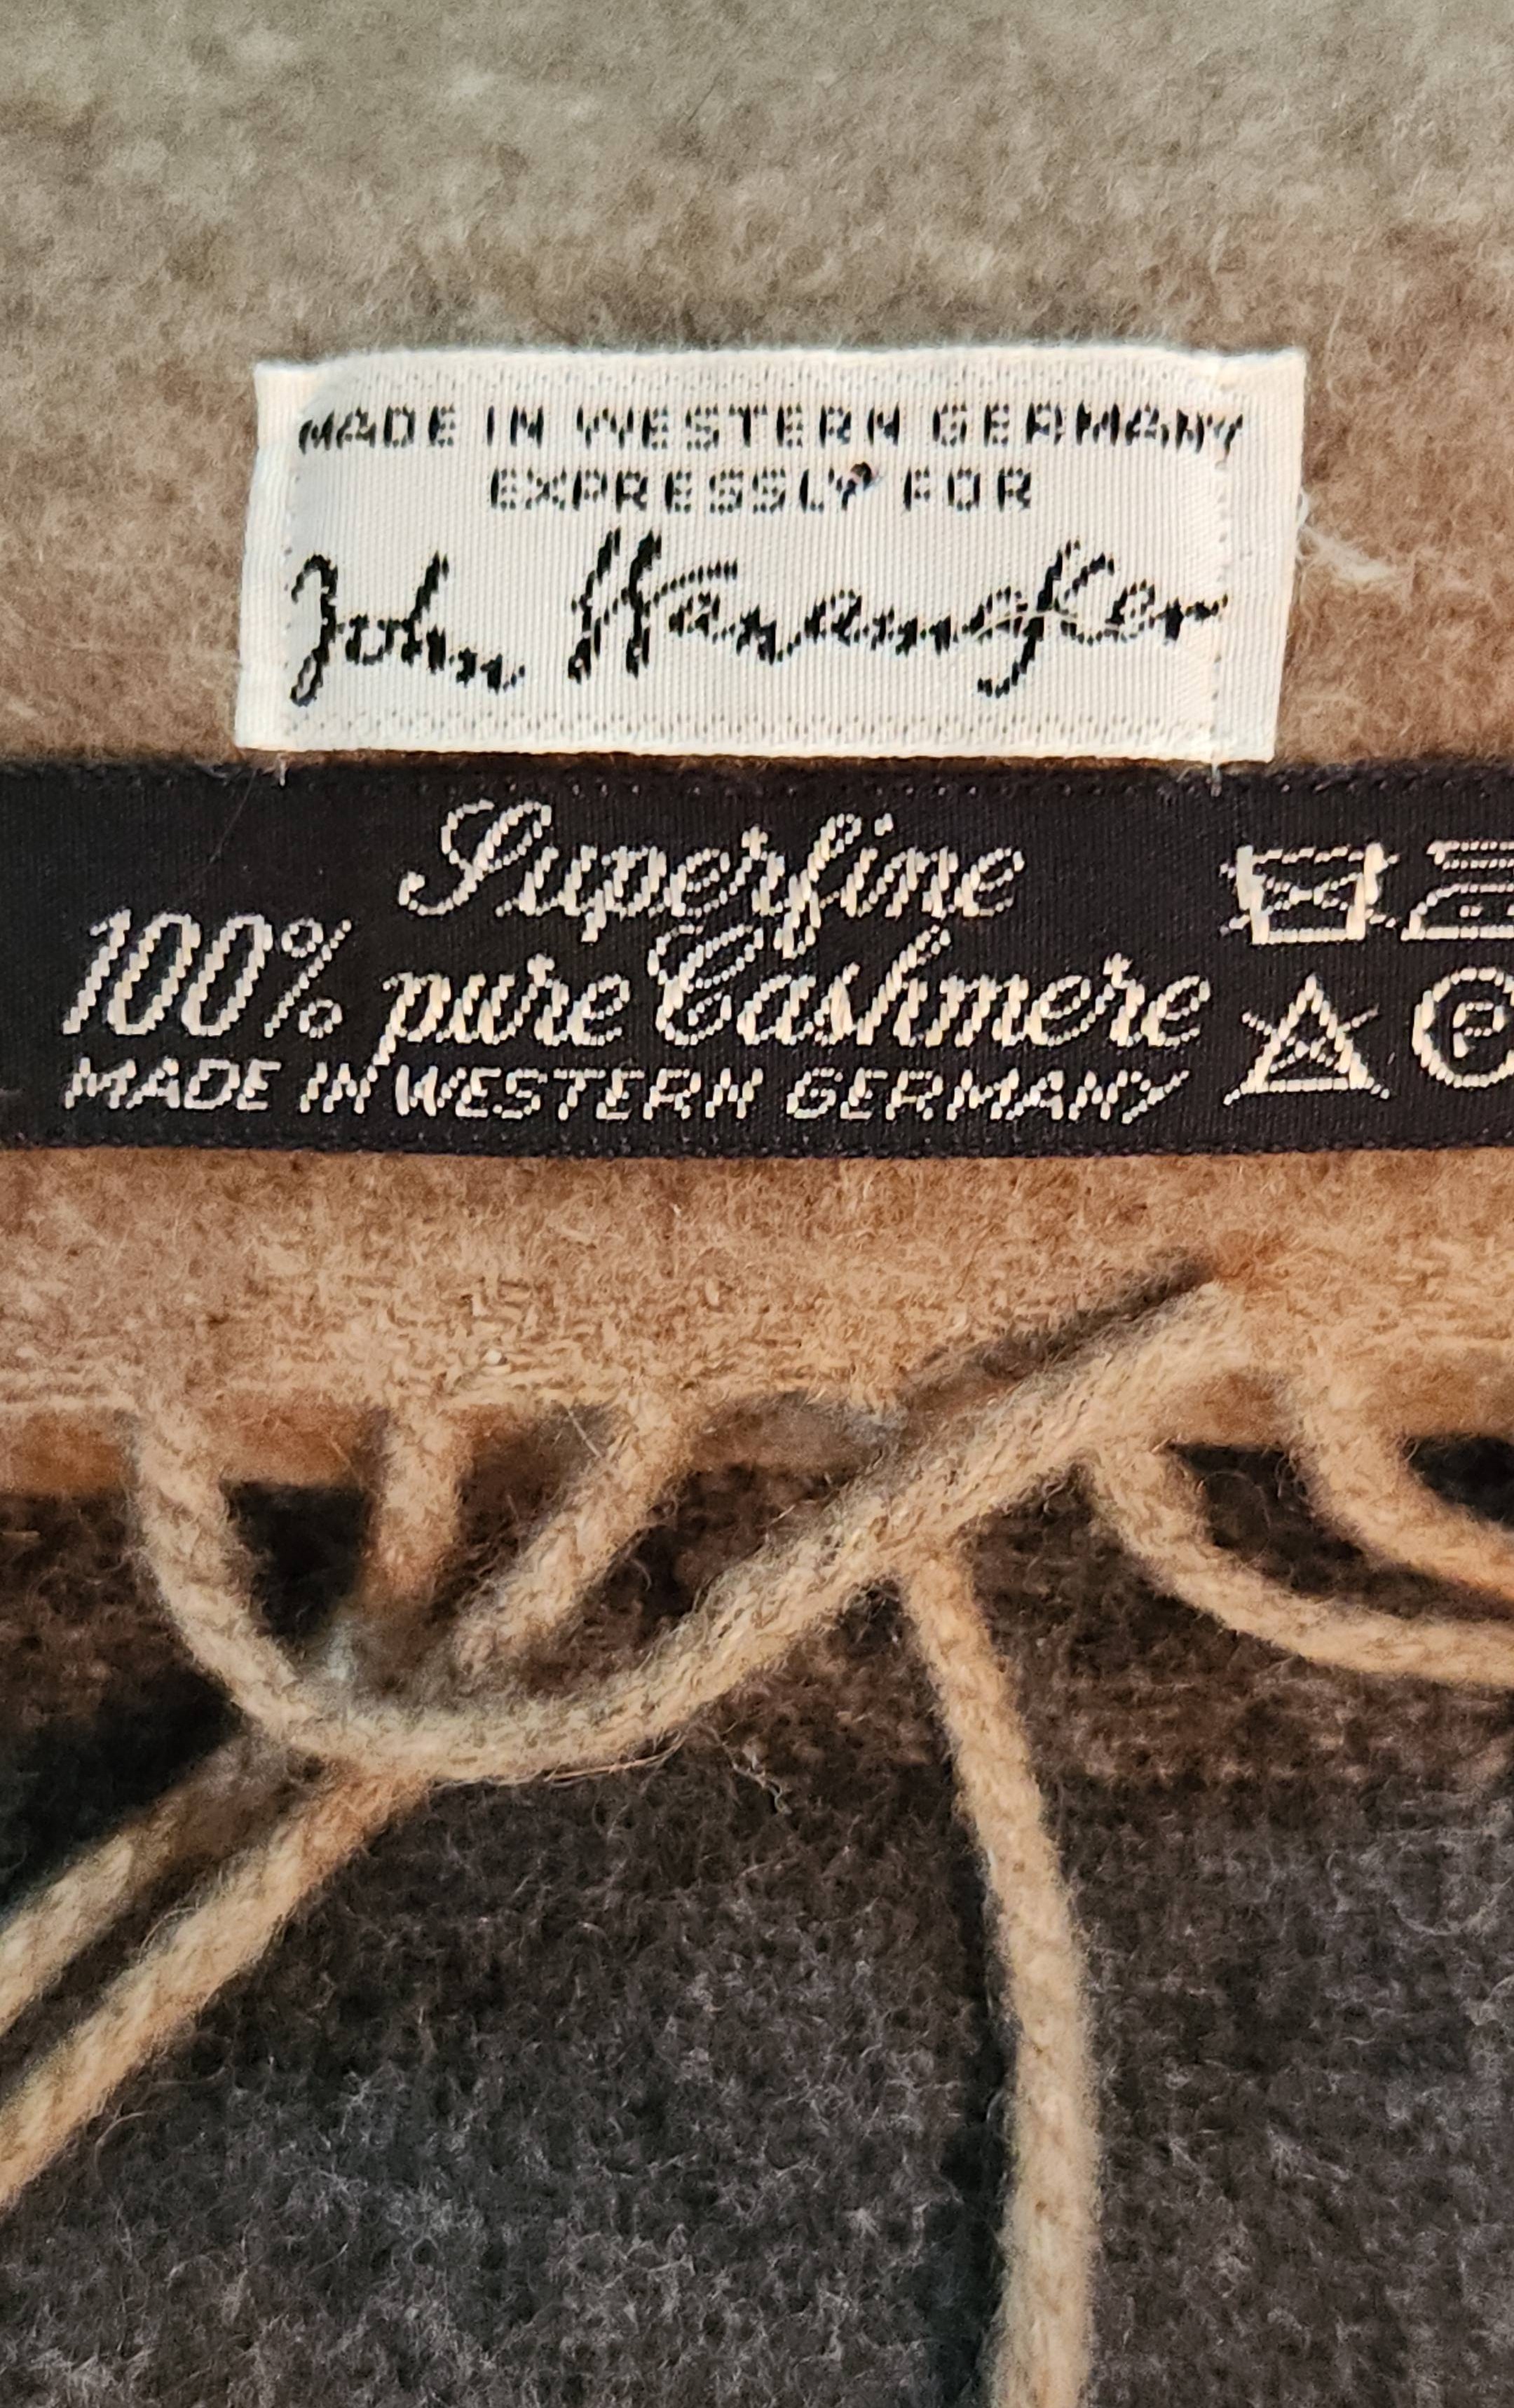 MADE IN WESTERN GERMANY
EXPRESSLY FOR
John Wanamaker
Superfine
100% pure Cashmere
MADE IN WESTERN GERMANY
P